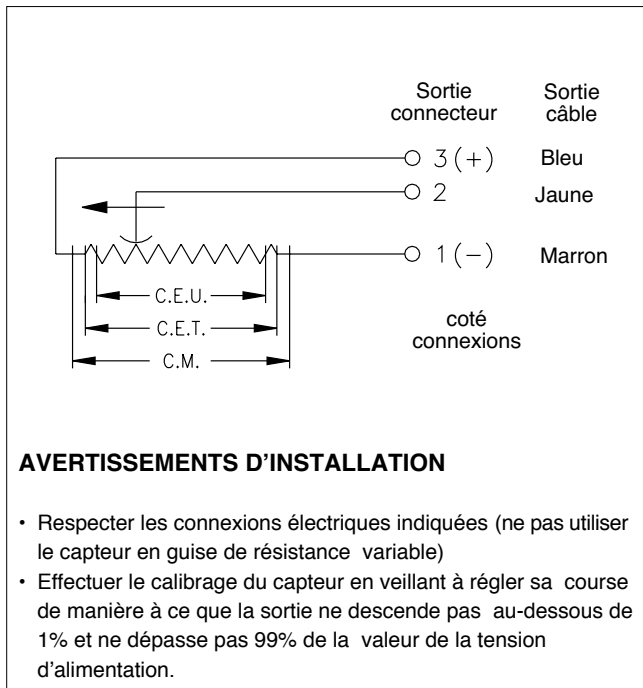 Sortie connecteur
Sortie câble
3 (+) Bleu
2 Jaune
1 (−) Marron
C.E.U.
C.E.T.
C.M.
coté connexions
AVERTISSEMENTS D’INSTALLATION
• Respecter les connexions électriques indiquées (ne pas utiliser
le capteur en guise de résistance variable)
• Effectuer le calibrage du capteur en veillant à régler sa course
de manière à ce que la sortie ne descende pas au-dessous de
1% et ne dépasse pas 99% de la valeur de la tension
d’alimentation.